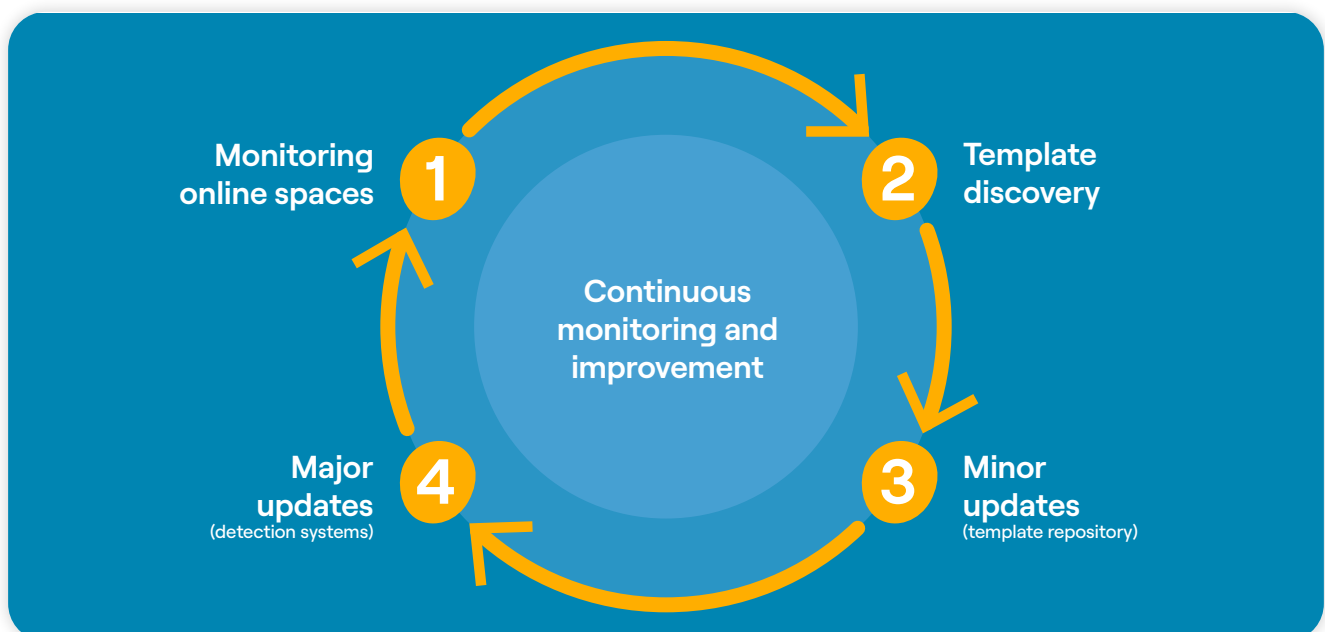 Monitoring
online spaces
1
2
Template
discovery
Continuous
monitoring and
improvement
Major
updates
(detection systems)
4
3
Minor
updates
(template repository)